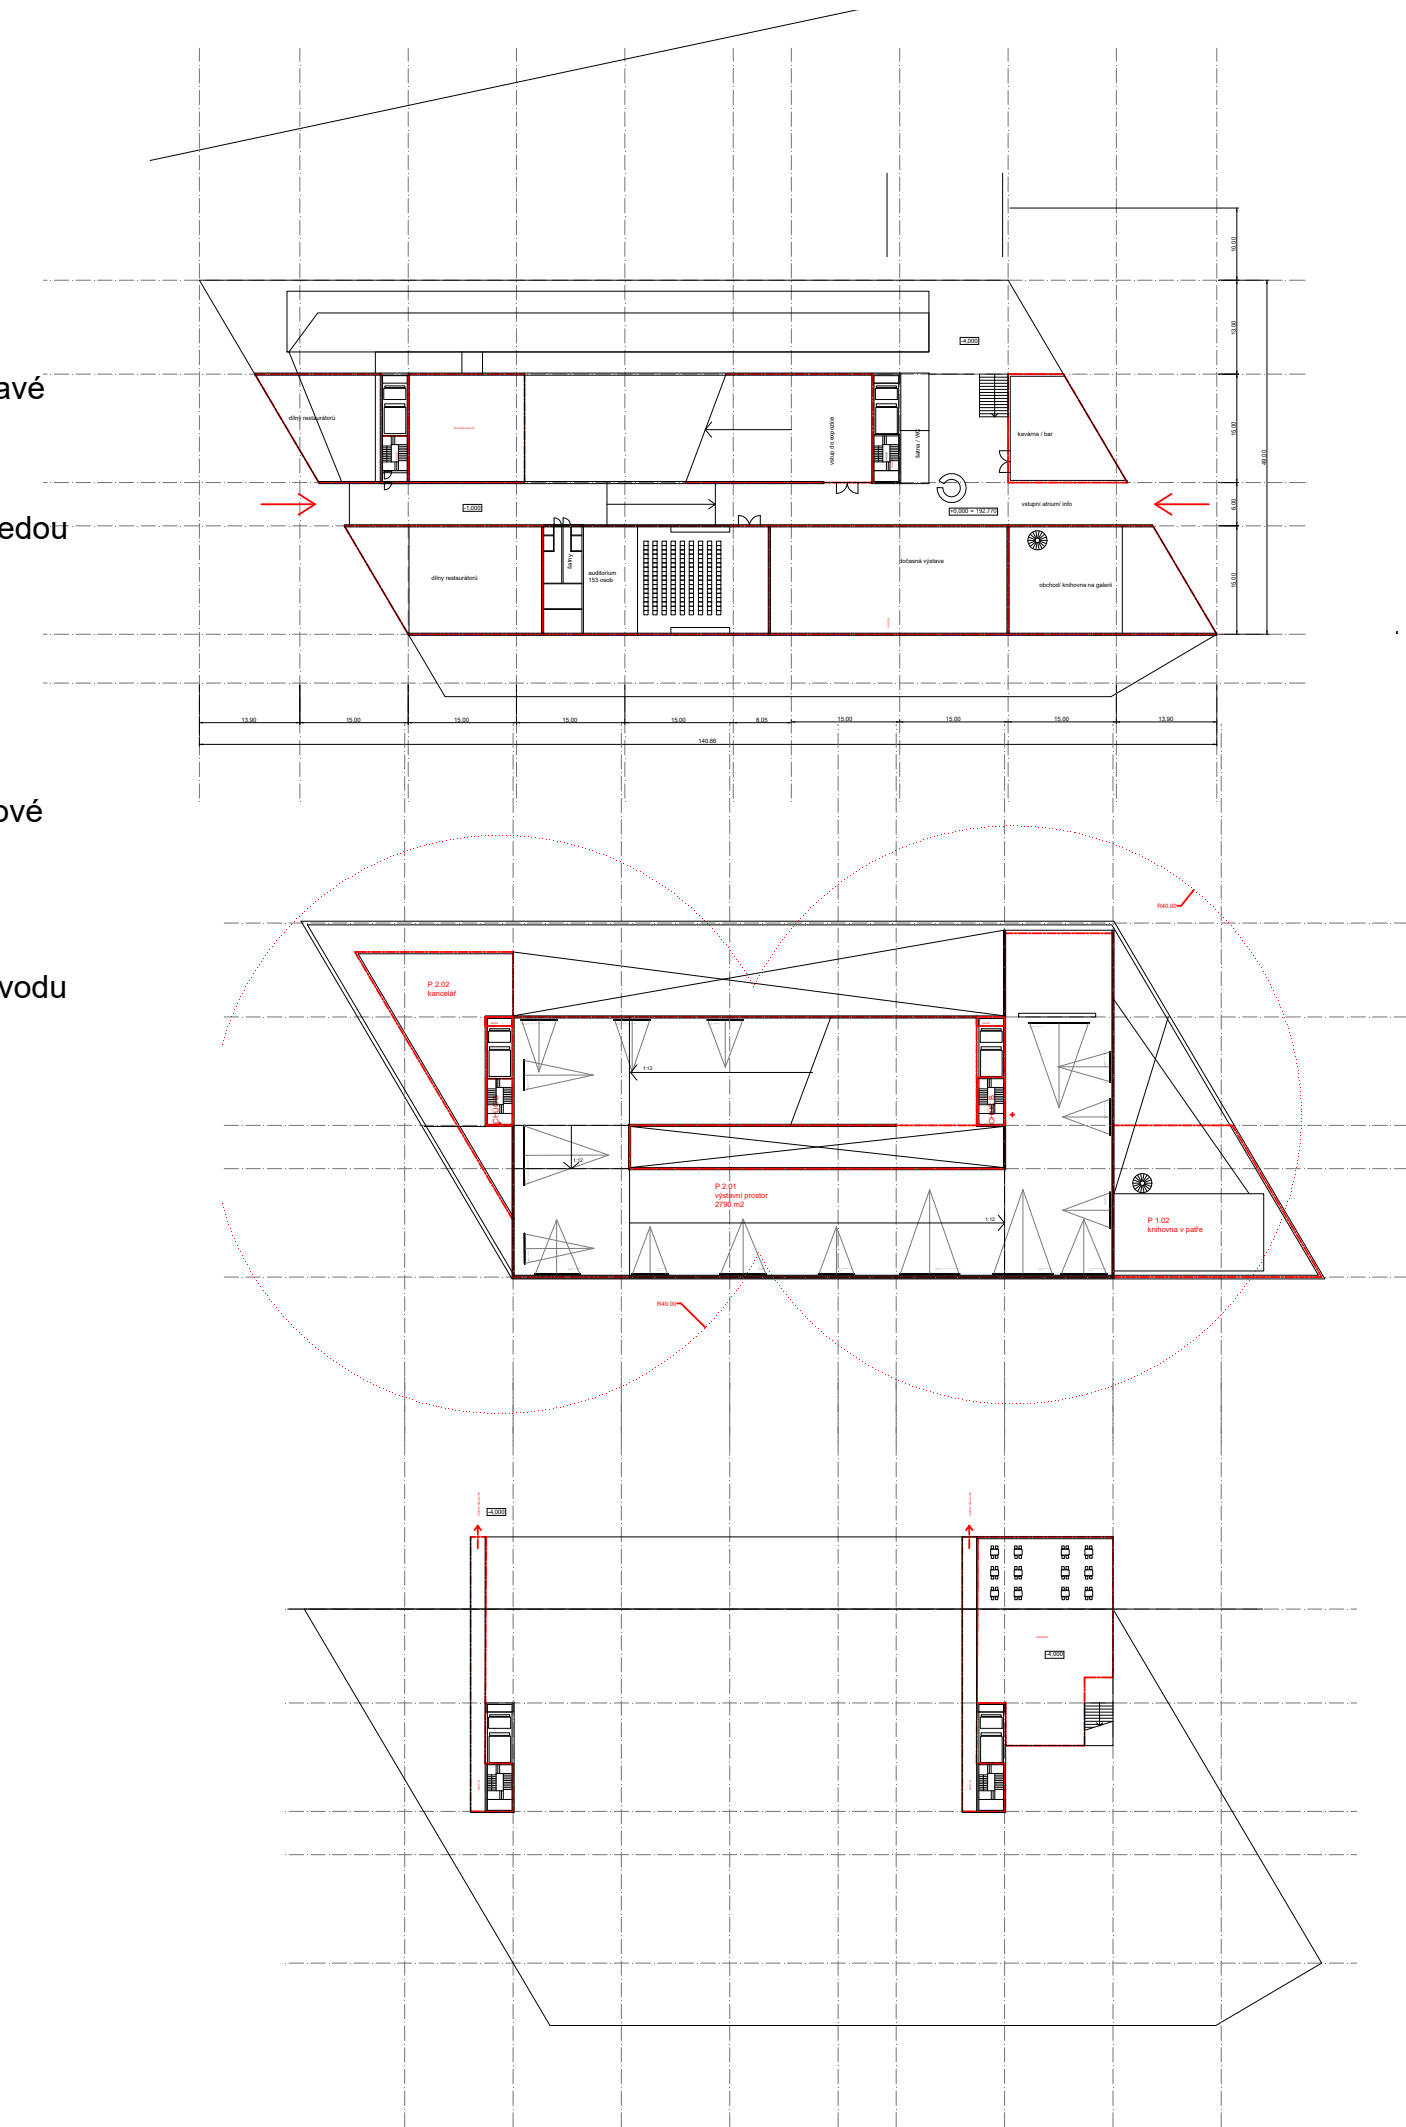 avé
edou
ové
vodu
10.00
13.00
15.00
49.00
6.00
15.00
-4,000
dílny restaurátorů
vstup do expozice
šatna / WC
kavárna / bar
-1,000
+0,000 = 192.770
vstupní atrium/ info
dílny restaurátorů
šatny
auditorium
153 osob
dočasná výstava
obchod/ knihovna na galerii
13.90
15.00
15.00
15.00
15.00
8.05
15.00
15.00
15.00
13.90
140.86
R40.00
P 2.02
kancelář
1:12
1:12
P 2.01
výstavní prostor
2790 m2
1:12
P 1.02
knihovna v patře
R40.00
-4,000
-4,000